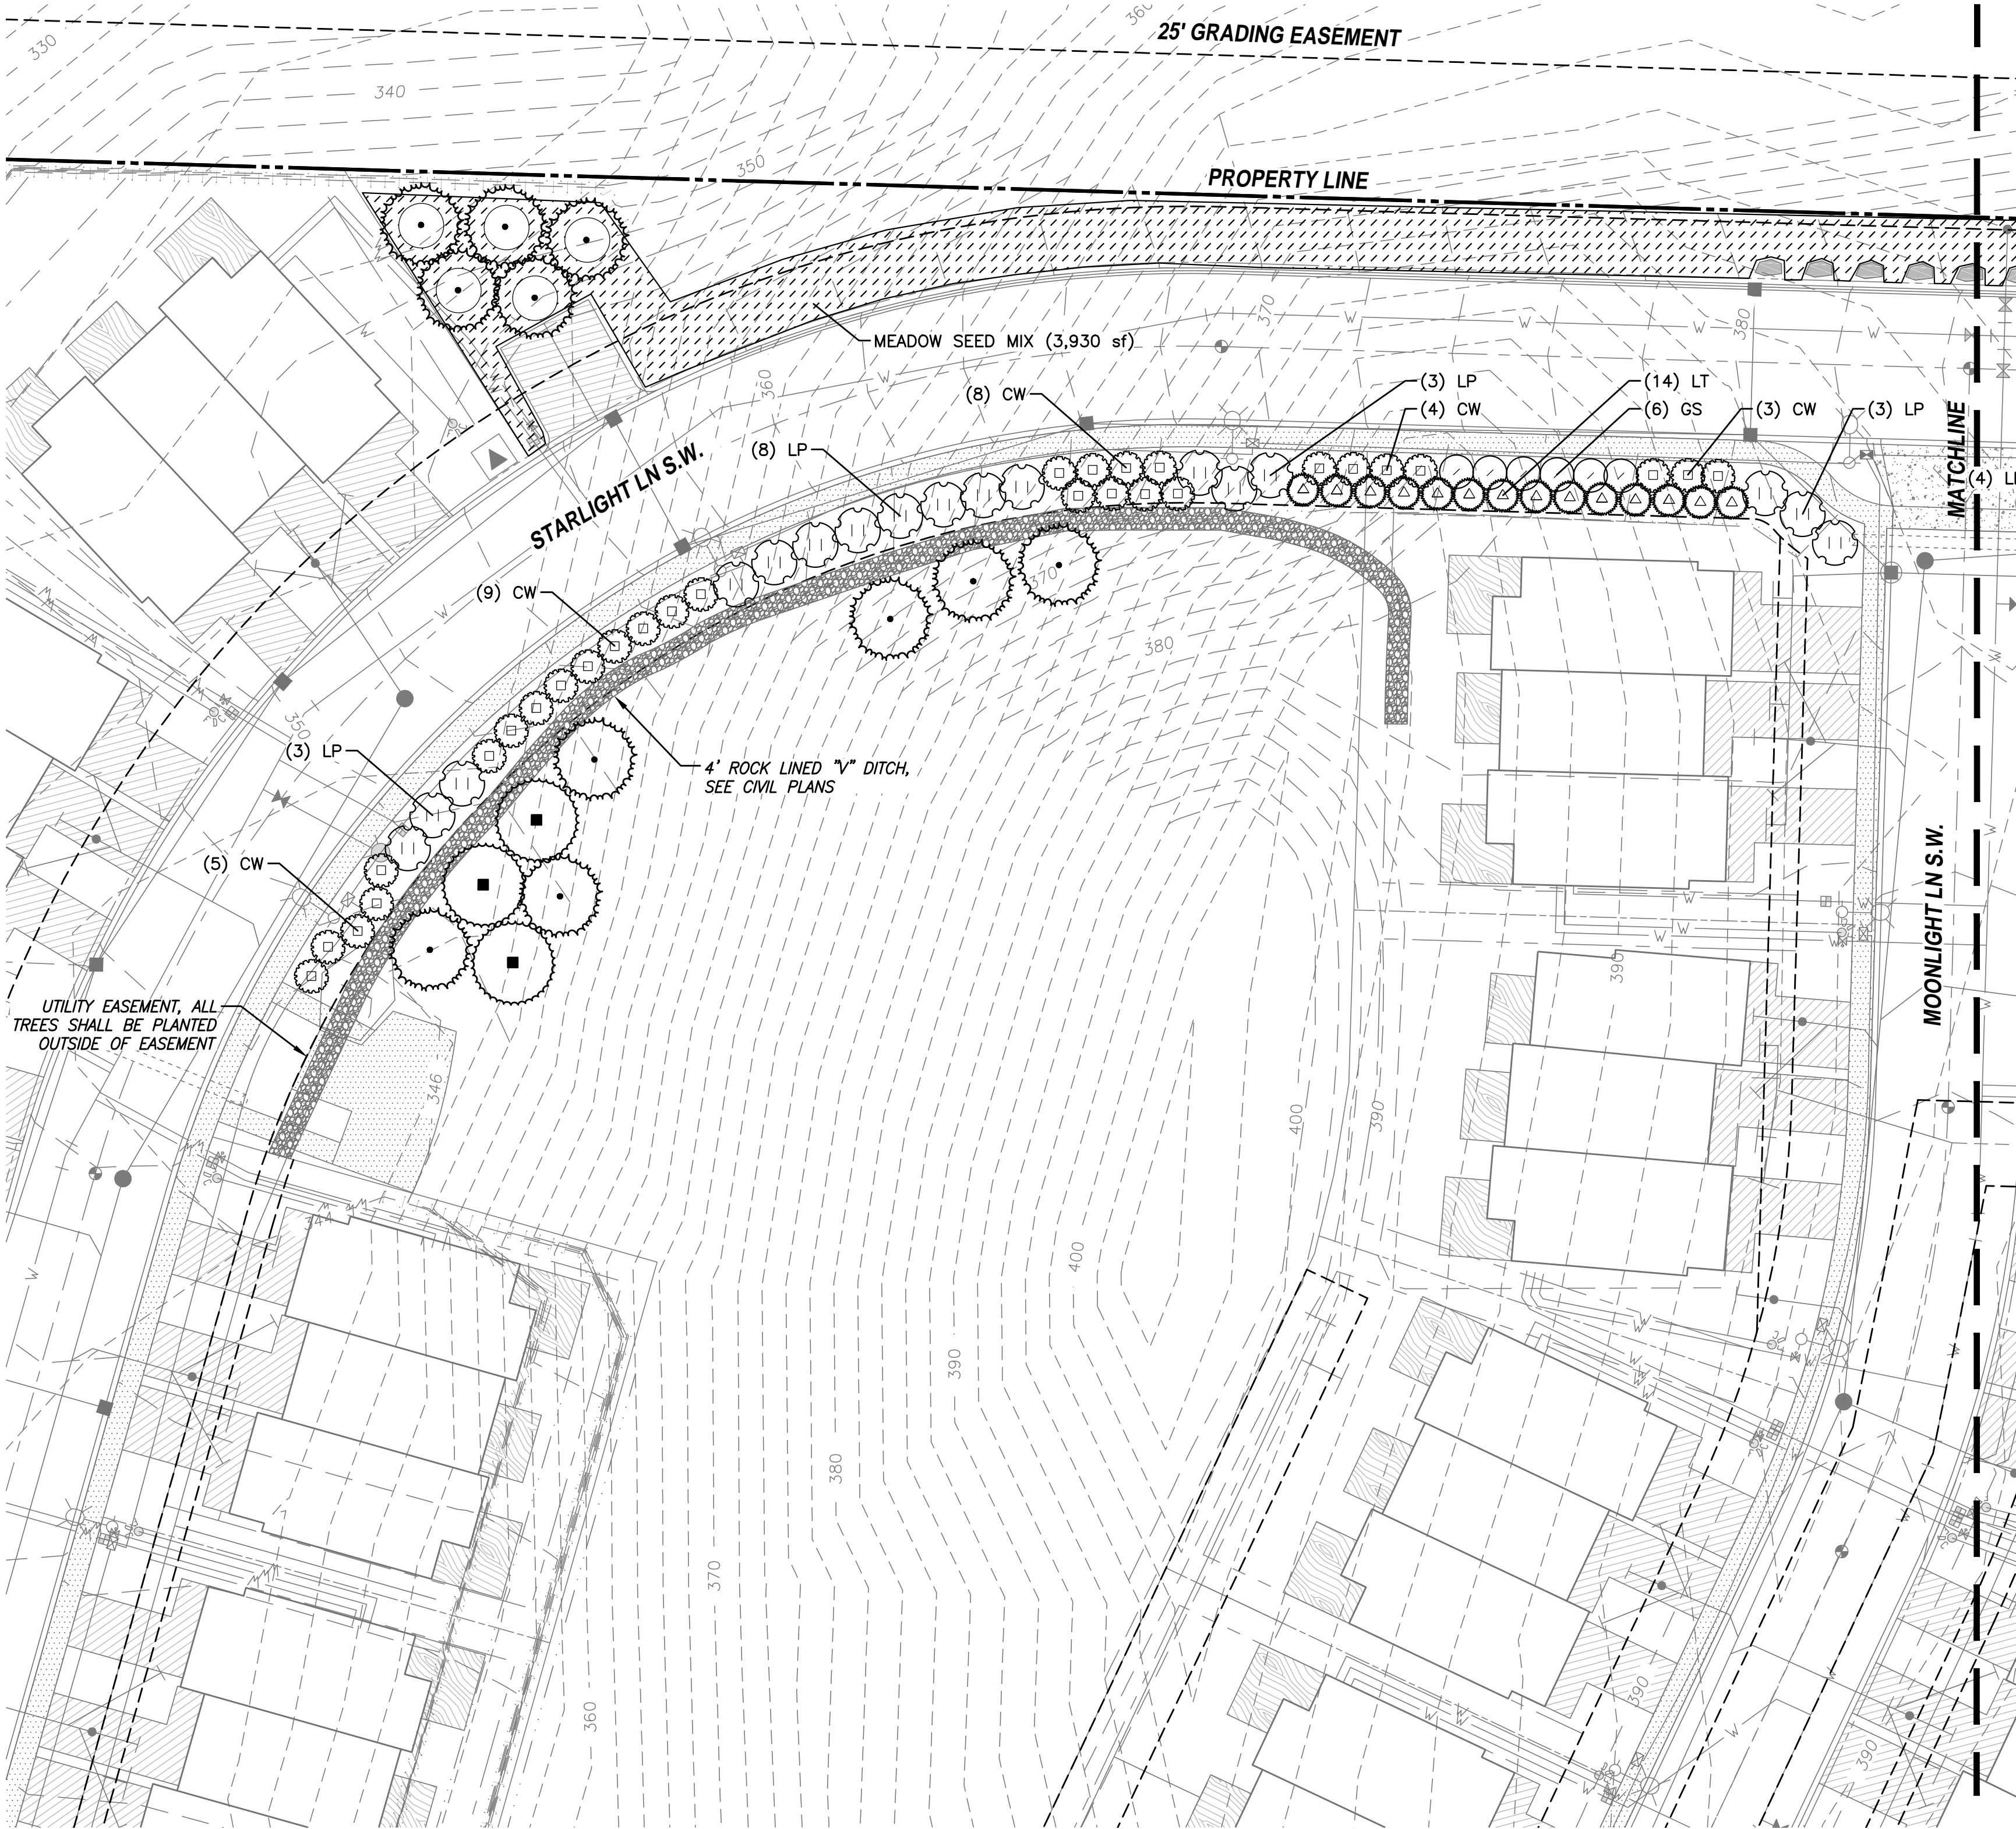 25' GRADING EASEMENT
360
330
340
350
PROPERTY LINE
MEADOW SEED MIX (3,930 sf)
370
380
360
(8) CW
(3) LP
(4) CW
(14) LT
(6) GS
(3) CW
(3) LP
MATCHLINE
(8) LP
STARLIGHT LN S.W.
(9) CW
370
380
350
(3) LP
4' ROCK LINED "V" DITCH,
SEE CIVIL PLANS
(5) CW
MOONLIGHT LN S.W.
390
UTILITY EASEMENT, ALL
TREES SHALL BE PLANTED
OUTSIDE OF EASEMENT
346
400
390
344
400
390
380
370
360
390
390